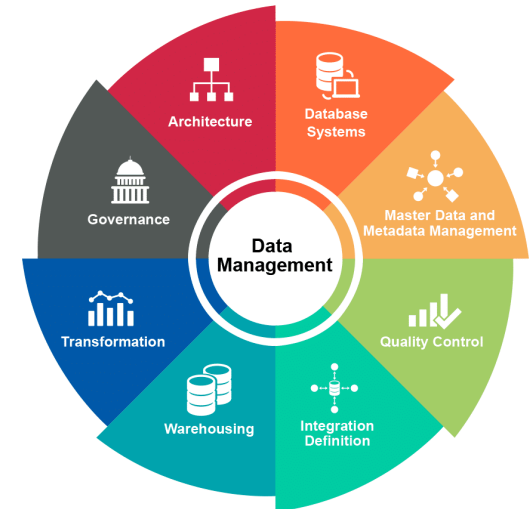 Architecture
Database
Systems
Master Data and
Metadata Management
Governance
Data
Management
Transformation
Quality Control
Warehousing
Integration
Definition